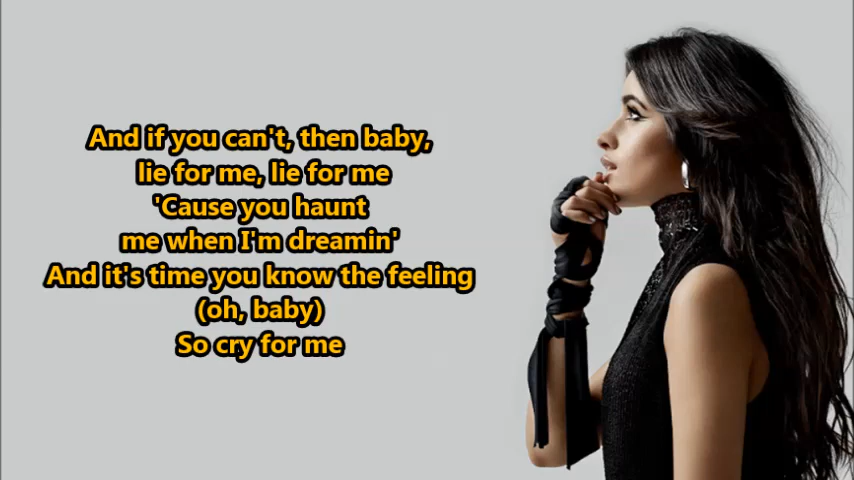 And if you can't, then baby,
lie for me, lie for me
'Cause you haunt
me when I'm dreamin'
And it's time you know the feeling
(oh, baby)
So cry for me